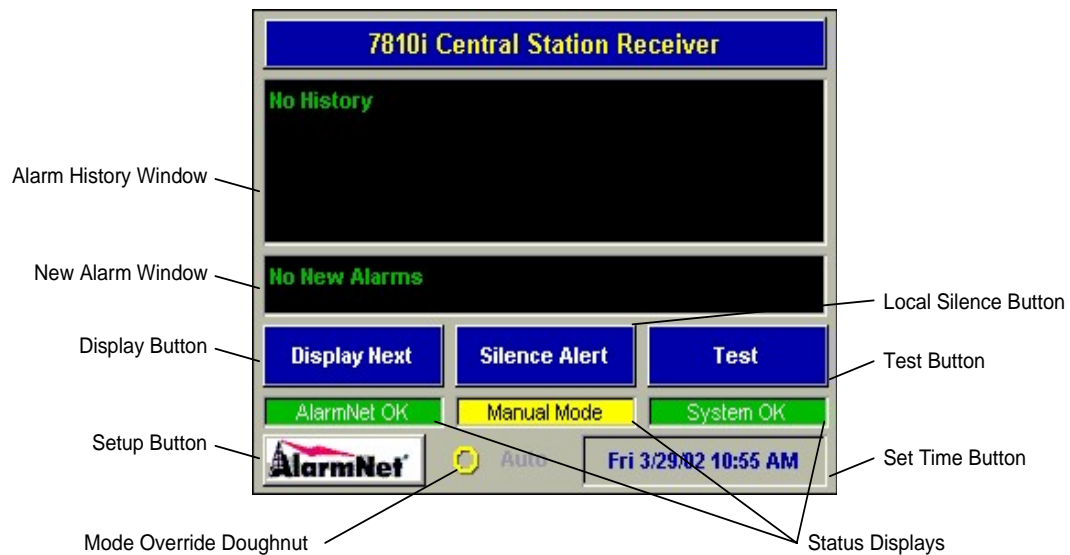 7810i Central Station Receiver
No History
Alarm History Window
New Alarm Window
No New Alarms
Local Silence Button
Display Button
Display Next
Silence Alert
Test
Test Button
AlarmNet OK
Manual Mode
System OK
Setup Button
AlarmNet
Auto
Fri 3/29/02 10:55 AM
Set Time Button
Mode Override Doughnut
Status Displays